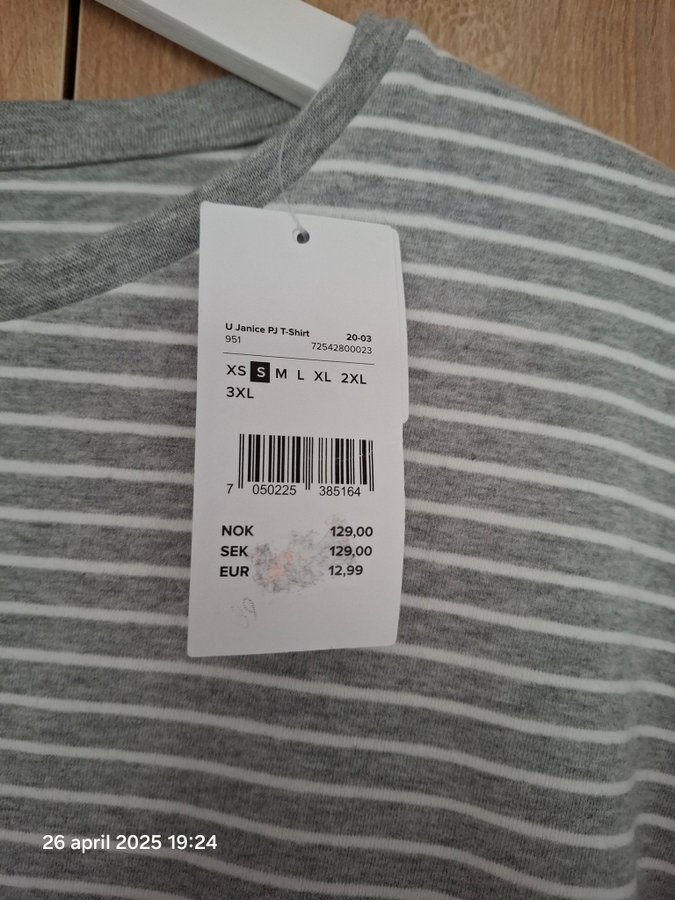 U Janice PJ T-Shirt 20-03
951 72542800023
XS S M L XL 2XL
3XL
7 050225 385164
NOK 129,00
SEK 129,00
EUR 12,99
26 april 2025 19:24